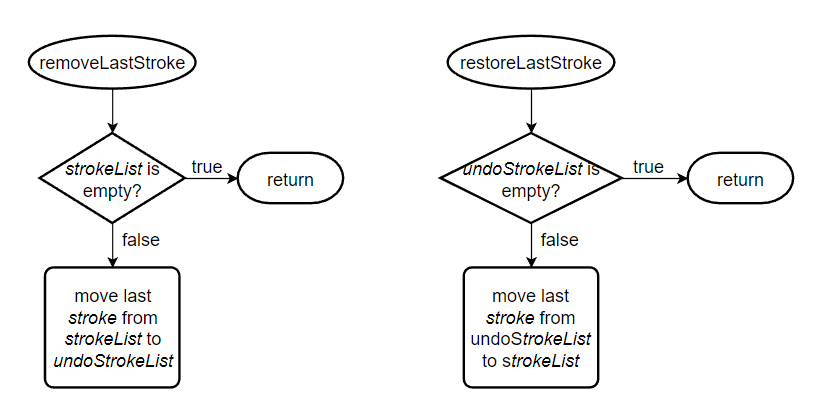 removeLastStroke
strokeList is
empty?
true
return
false
move last
stroke from
strokeList to
undoStrokeList
restoreLastStroke
undoStrokeList is
empty?
true
return
false
move last
stroke from
undoStrokeList
to strokeList